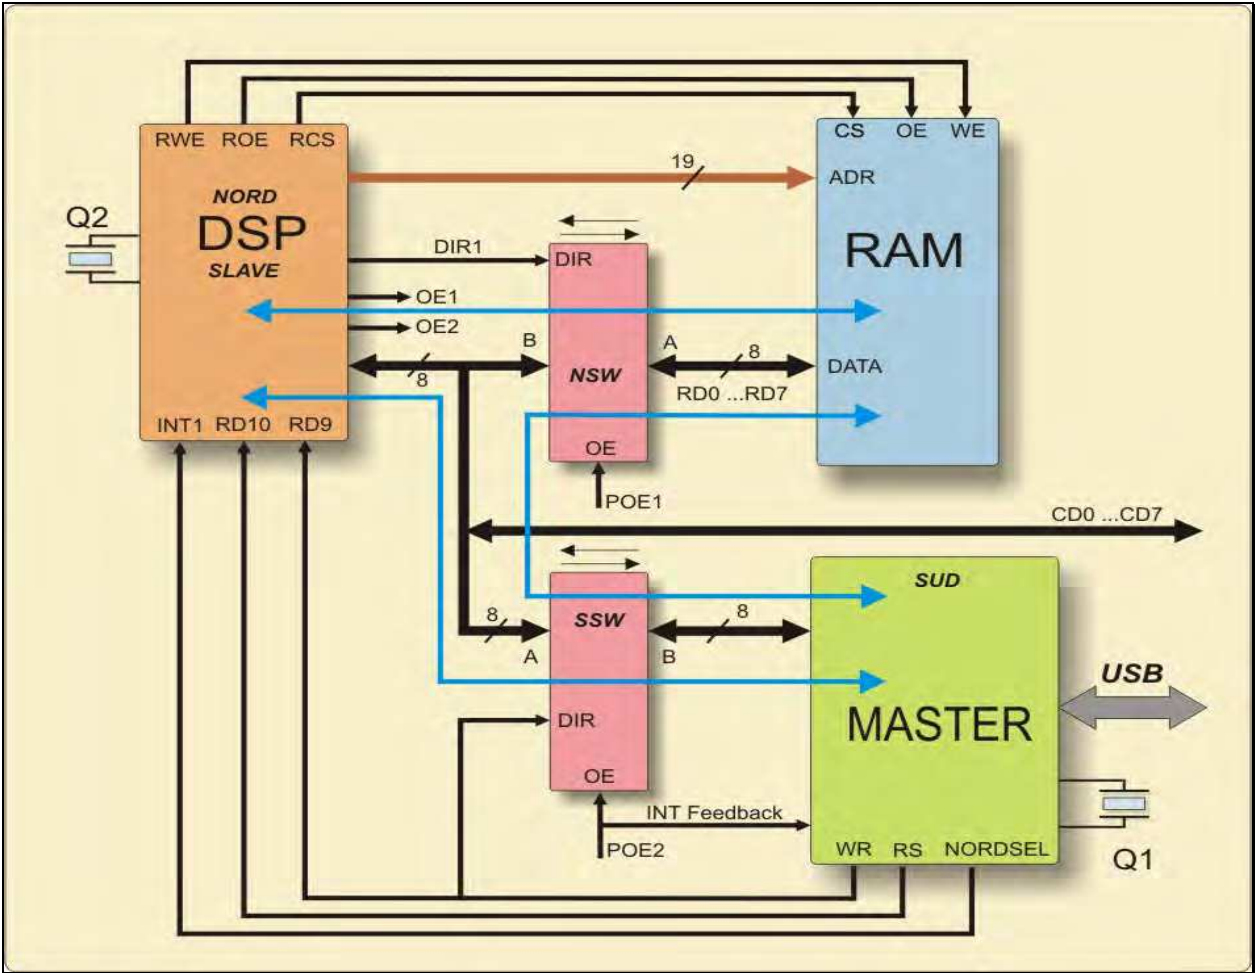 RWE ROE RCS
CS OE WE
19
ADR
NORD
DSP
SLAVE
Q2
RAM
DIR1
DIR
OE1
OE2
B
A
8
8
NSW
DATA
RD0 ...RD7
INT1 RD10 RD9
OE
POE1
CD0 ...CD7
SUD
8
SSW
8
A
B
USB
MASTER
DIR
OE
INT Feedback
POE2
WR RS NORDSEL
Q1